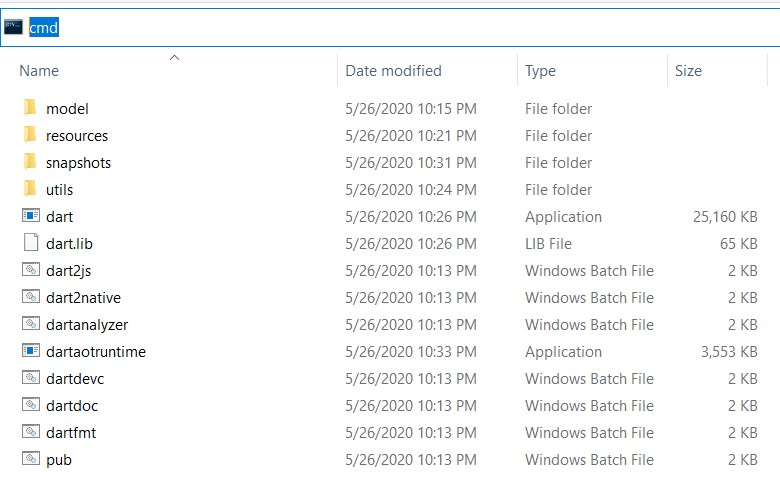 cmd
Name Date modified Type Size
model 5/26/2020 10:15 PM File folder
resources 5/26/2020 10:21 PM File folder
snapshots 5/26/2020 10:31 PM File folder
utils 5/26/2020 10:24 PM File folder
dart 5/26/2020 10:26 PM Application 25,160 KB
dart.lib 5/26/2020 10:26 PM LIB File 65 KB
dart2js 5/26/2020 10:13 PM Windows Batch File 2 KB
dart2native 5/26/2020 10:13 PM Windows Batch File 2 KB
dartanalyzer 5/26/2020 10:13 PM Windows Batch File 2 KB
dartaotruntime 5/26/2020 10:33 PM Application 3,553 KB
dartdevc 5/26/2020 10:13 PM Windows Batch File 2 KB
dartdoc 5/26/2020 10:13 PM Windows Batch File 2 KB
dartfmt 5/26/2020 10:13 PM Windows Batch File 2 KB
pub 5/26/2020 10:13 PM Windows Batch File 2 KB